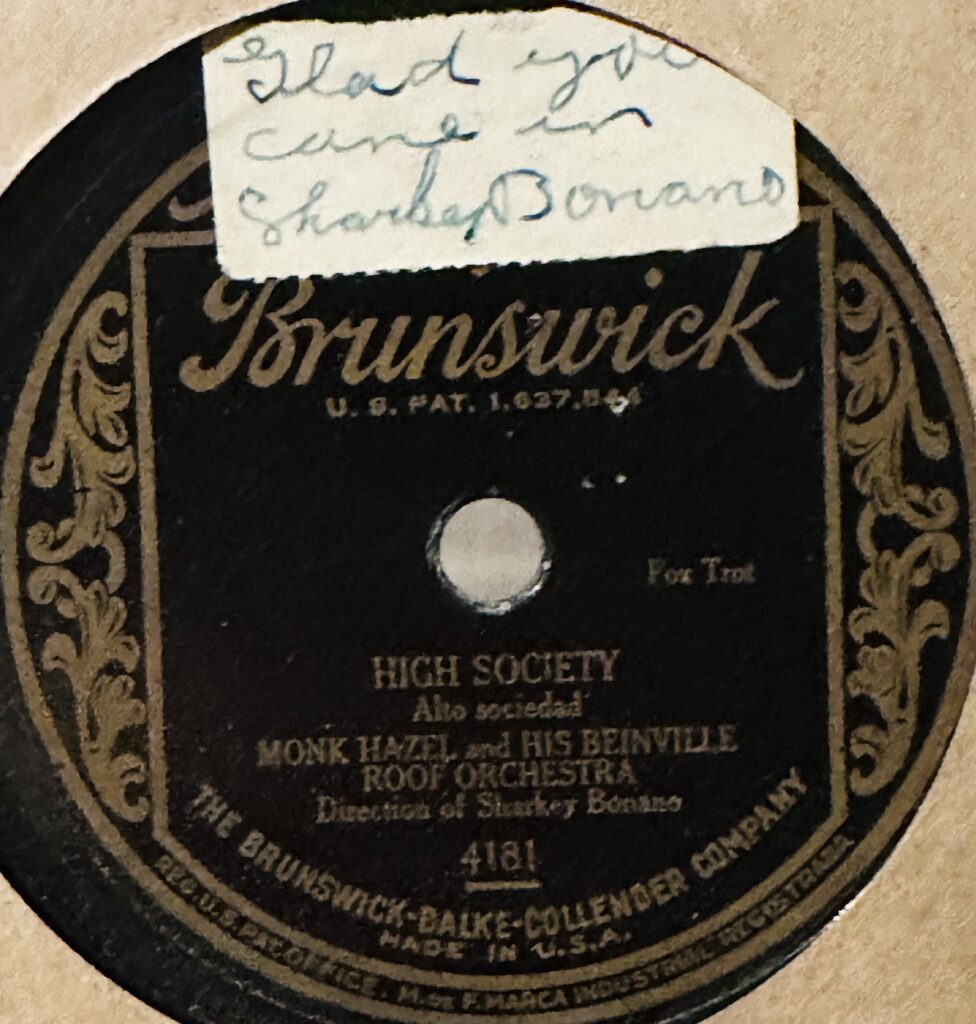 Glad you
came in
Sharkey Bonano
Brunswick
U. S. PAT. 1,637,544
Fox Trot
HIGH SOCIETY
Alto sociedad
MONK HAZEL and HIS BEINVILLE
ROOF ORCHESTRA
Direction of Sharkey Bonano
4181
THE BRUNSWICK-BALKE-COLLENDER COMPANY
MADE IN U.S.A.
REG. U.S. PAT. OFFICE. M-DE F. MARCA INDUSTRIAL REGISTRADA